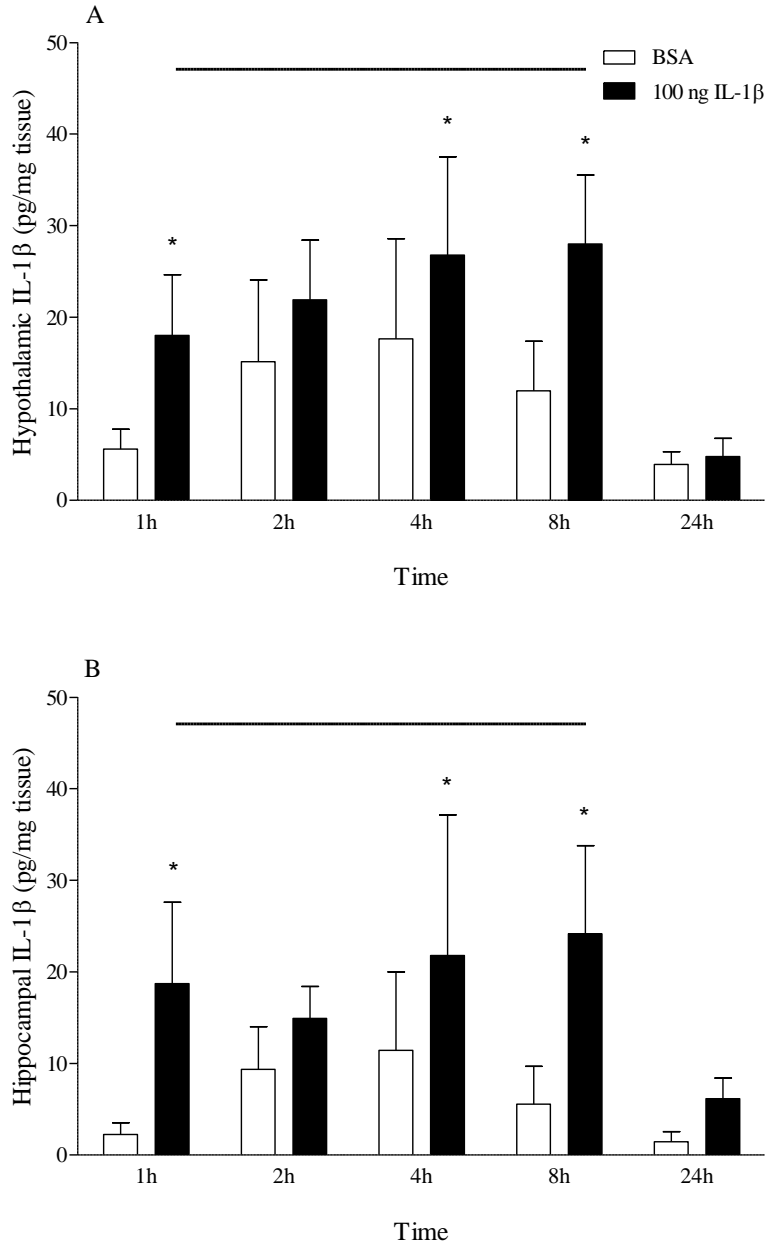 A
BSA
100 ng IL-1β
Hypothalamic IL-1β (pg/mg tissue)
50
40
30
20
10
0
*
*
*
1h 2h 4h 8h 24h
Time
B
Hippocampal IL-1β (pg/mg tissue)
50
40
30
20
10
0
*
*
*
1h 2h 4h 8h 24h
Time